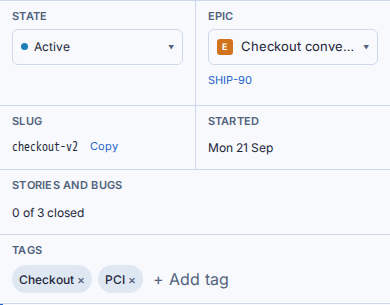 STATE
EPIC
Active
E Checkout conve...
SHIP-90
SLUG
STARTED
checkout-v2 Copy
Mon 21 Sep
STORIES AND BUGS
0 of 3 closed
TAGS
Checkout × PCI × + Add tag